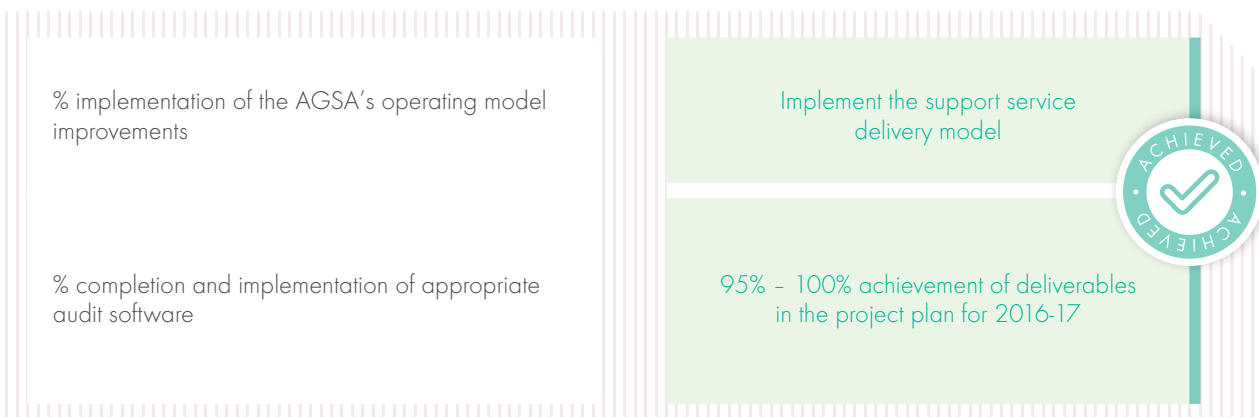 % implementation of the AGSA's operating model
improvements
Implement the support service
delivery model
ACHIEVED
ACHIEVED
% completion and implementation of appropriate
audit software
95% – 100% achievement of deliverables
in the project plan for 2016-17